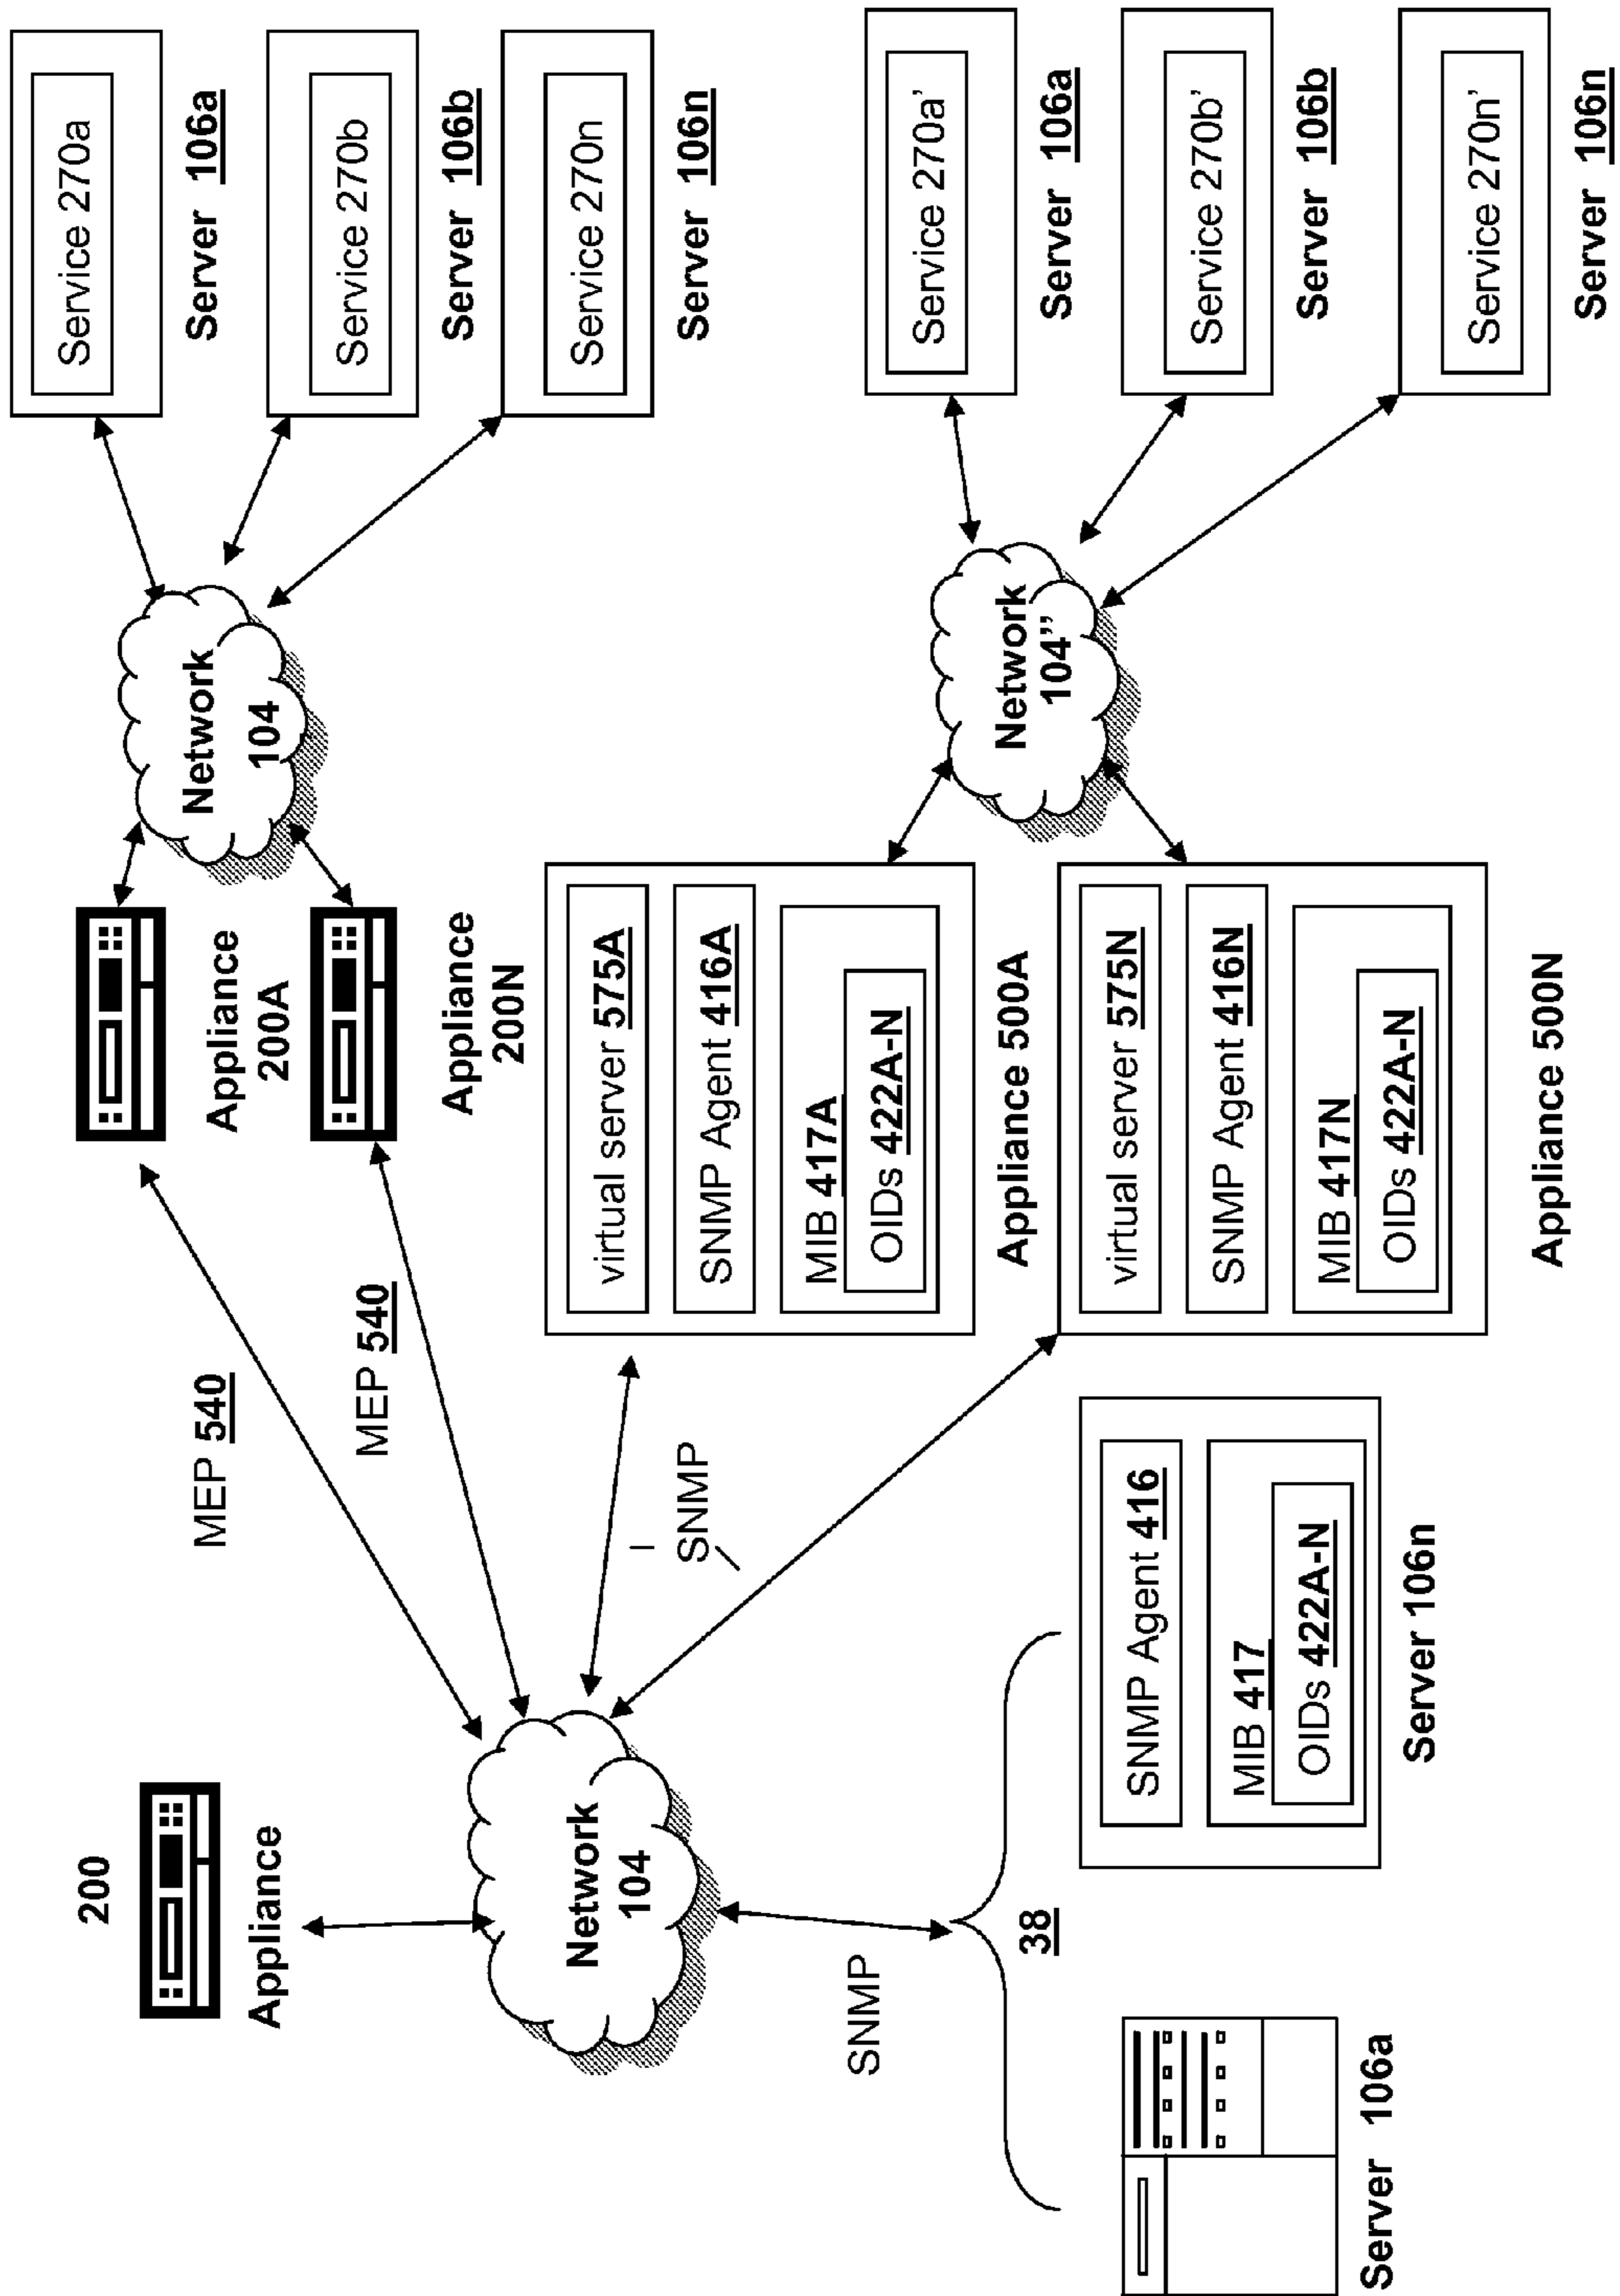 200
Appliance
Network
104
SNMP
38
Server 106a
SNMP Agent 416
MIB 417
OIDs 422A-N
Server 106n
MEP 540
MEP 540
SNMP
Appliance
200A
Appliance
200N
virtual server 575A
SNMP Agent 416A
MIB 417A
OIDs 422A-N
Appliance 500A
virtual server 575N
SNMP Agent 416N
MIB 417N
OIDs 422A-N
Appliance 500N
Network
104
Network
104”
Service 270a
Server 106a
Service 270b
Server 106b
Service 270n
Server 106n
Service 270a’
Server 106a
Service 270b’
Server 106b
Service 270n’
Server 106n